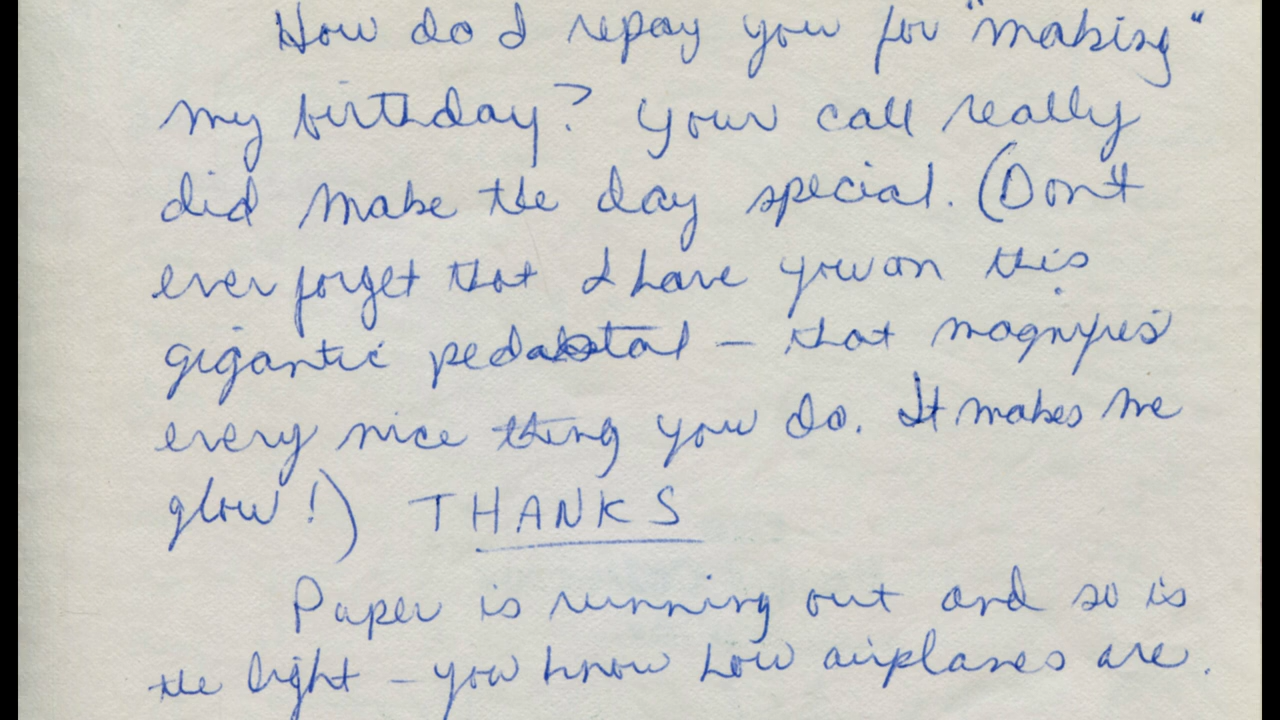 How do I repay you for "making"
my birthday? Your call really
did make the day special. (Don't
ever forget that I have you on this
gigantic pedastal – that magnifies
every nice thing you do. It makes me
glow!) THANKS
Paper is running out and so is
the light – you know how airplanes are.